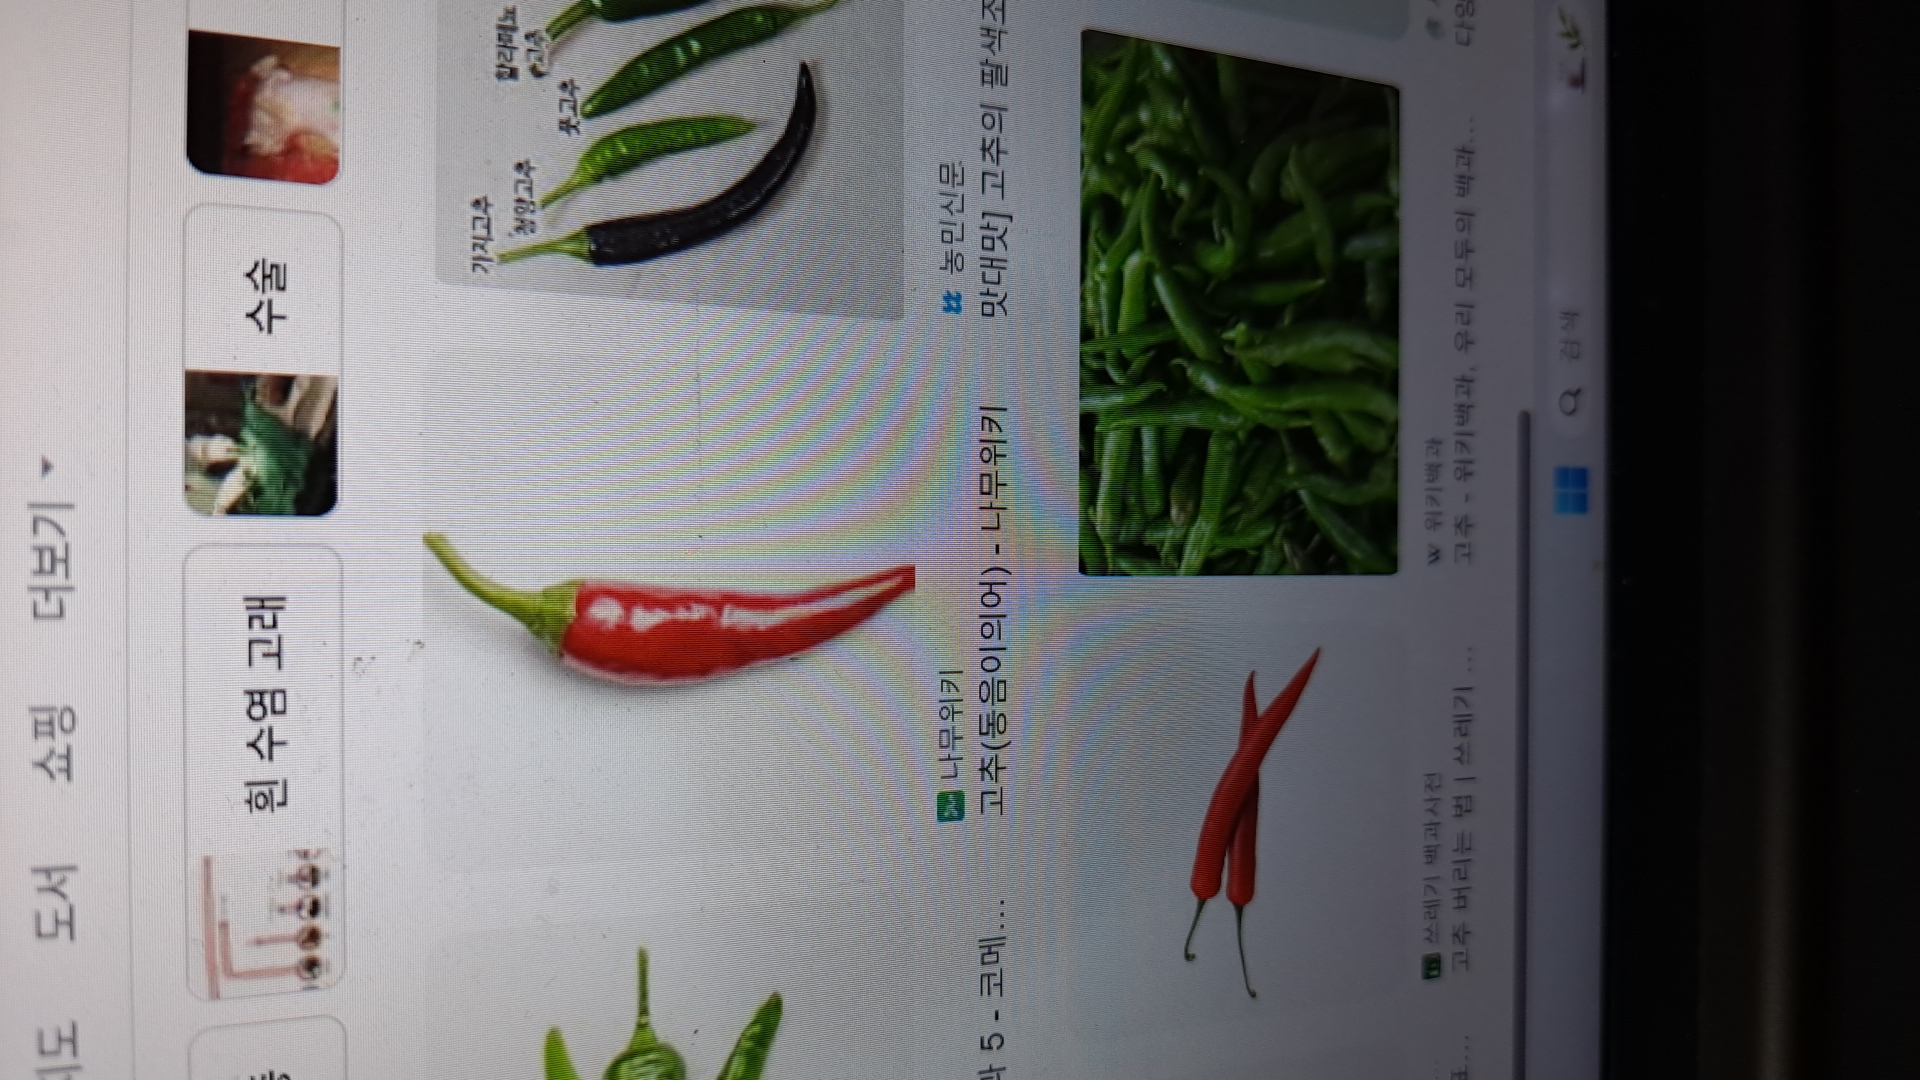 지도 도서 쇼핑 더보기
흰 수염 고래 수술
가지고추
청양고추
할라페뇨
고추
풋고추
나무위키 농민신문
과 5 - 코메... 고추(동음이의어) - 나무위키 맛대맛] 고추의 팔색조
쓰레기 백과사전 위키백과
고추 버리는 법 | 쓰레기 ... 고추 - 위키백과, 우리 모두의 백과...
검색